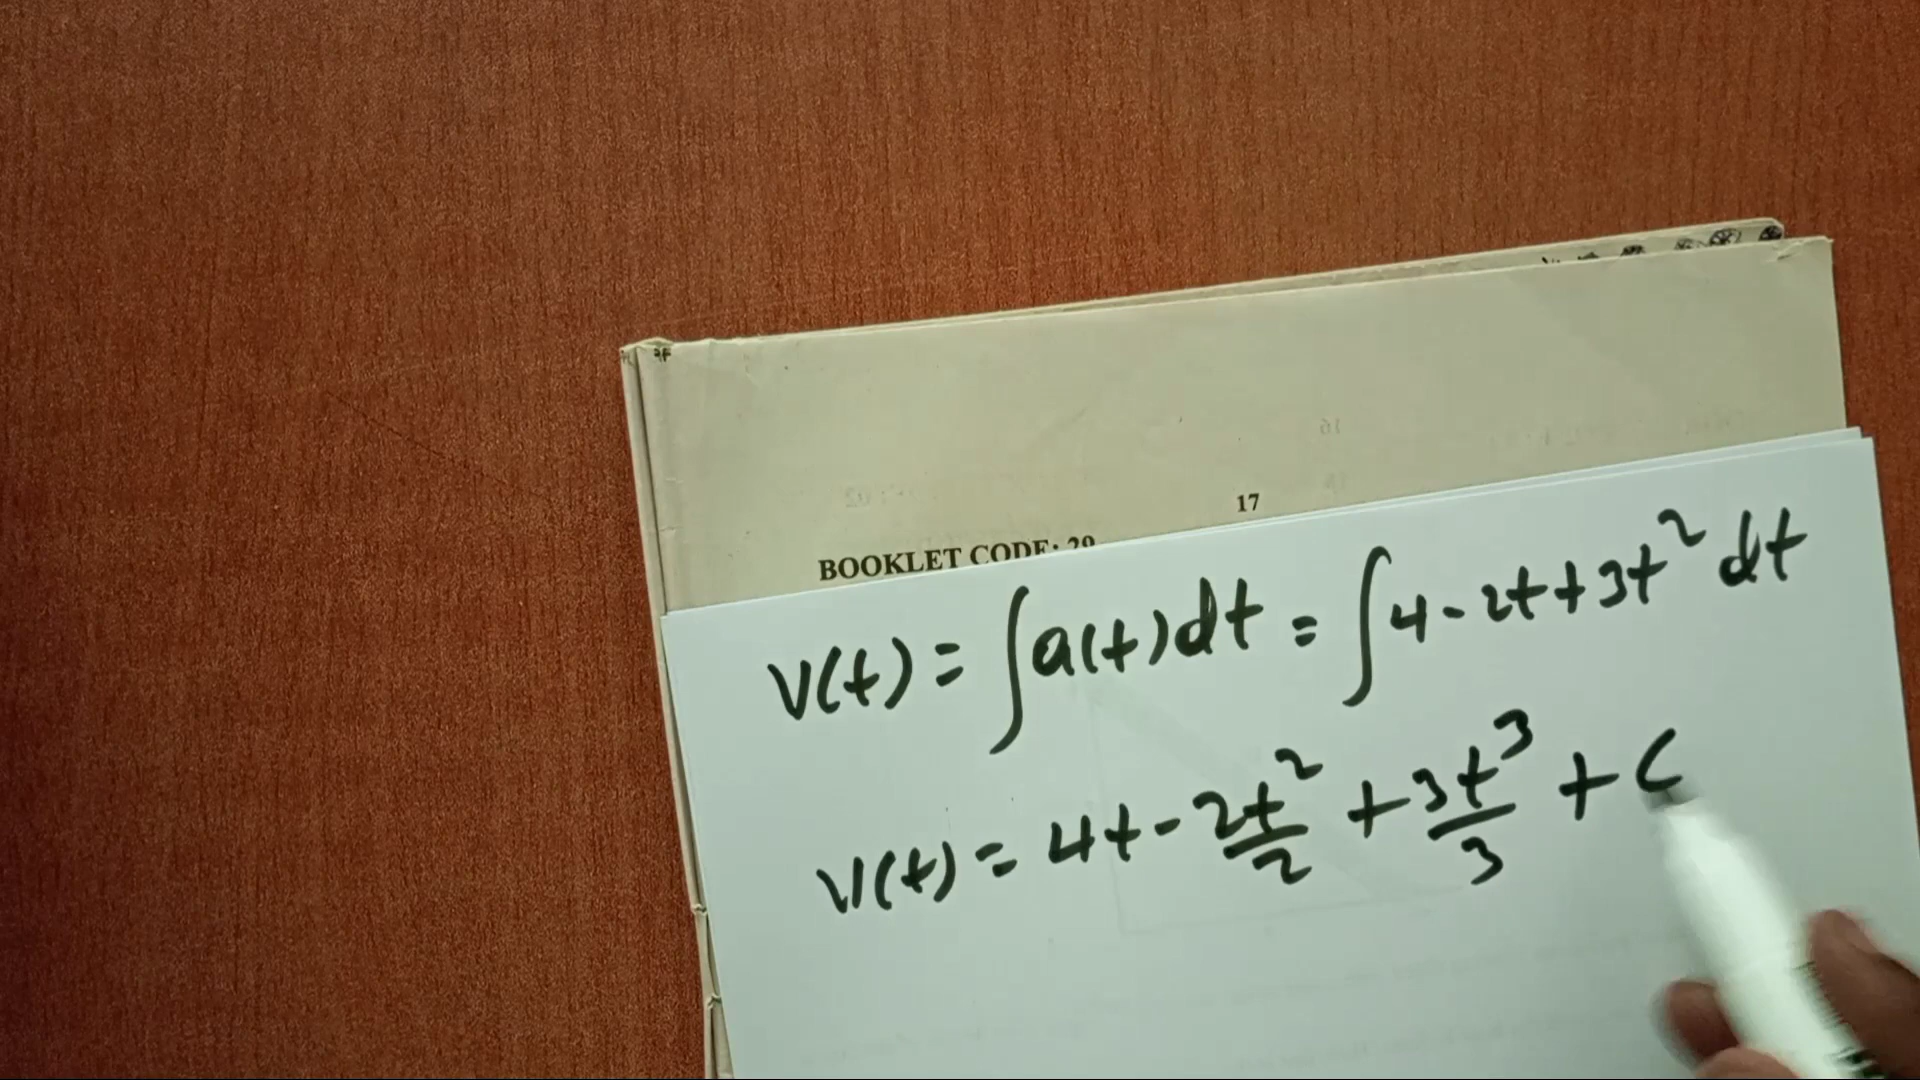 17
BOOKLET CODE: 29
V(t) = ∫a(t)dt = ∫4-2t+3t² dt
V(t) = 4t - 2t²/2 + 3t³/3 + C